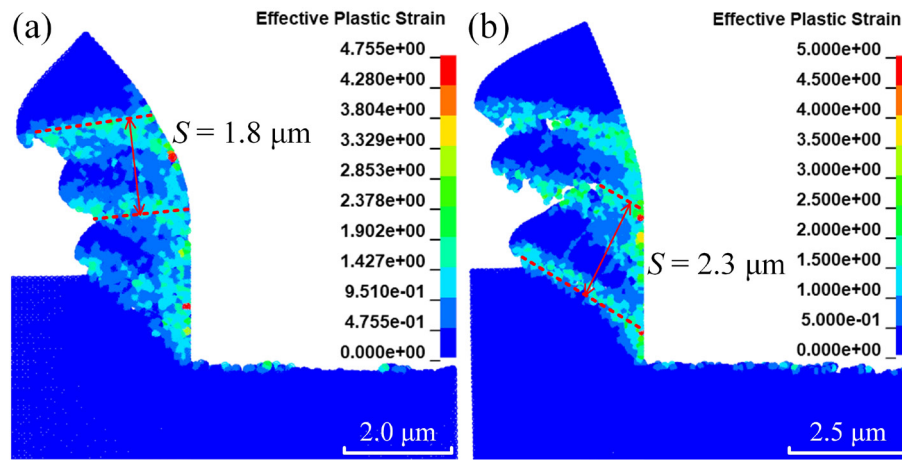 (a)
Effective Plastic Strain
4.755e+00
4.280e+00
3.804e+00
3.329e+00
2.853e+00
2.378e+00
1.902e+00
1.427e+00
9.510e-01
4.755e-01
0.000e+00
S = 1.8 μm
2.0 μm
(b)
Effective Plastic Strain
5.000e+00
4.500e+00
4.000e+00
3.500e+00
3.000e+00
2.500e+00
2.000e+00
1.500e+00
1.000e+00
5.000e-01
0.000e+00
S = 2.3 μm
2.5 μm